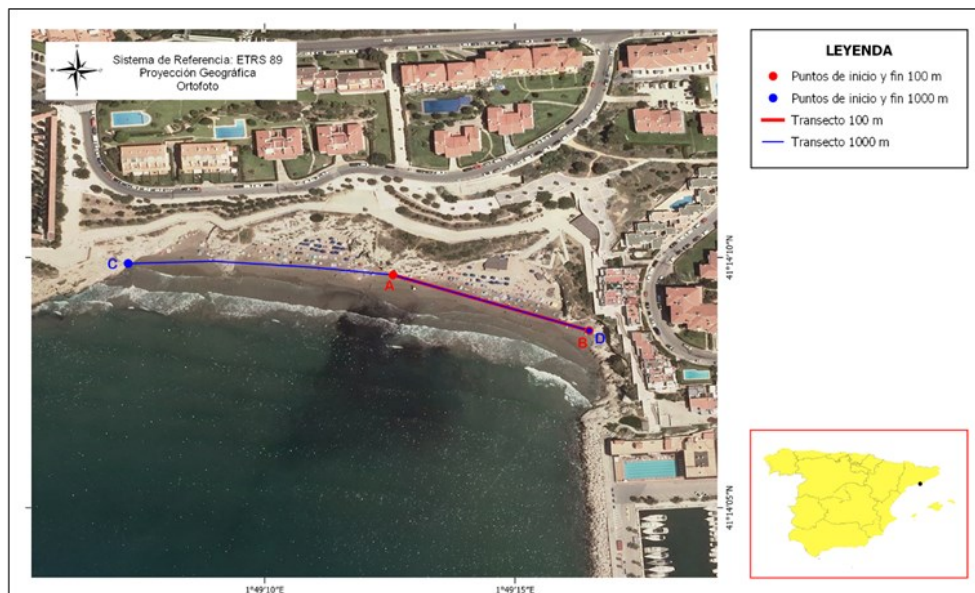 Sistema de Referencia: ETRS 89
Proyección Geográfica
Ortofoto
LEYENDA
Puntos de inicio y fin 100 m
Puntos de inicio y fin 1000 m
Transecto 100 m
Transecto 1000 m
C
A
B
D
41°14'10"N
41°14'05"N
1°49'10"E
1°49'15"E